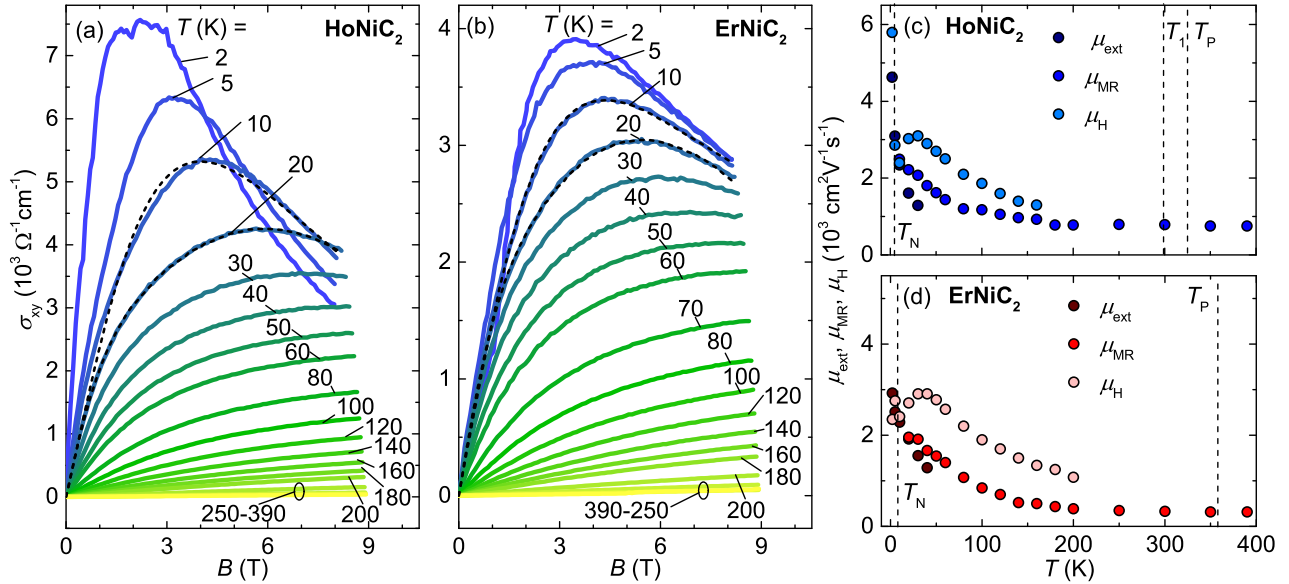 (a) T (K) = HoNiC2
2
5
10
20
30
40
50
60
80
100
120
140
160
180
200
250-390
7
6
5
4
3
2
1
0
σxy (10³ Ω⁻¹cm⁻¹)
0 3 6 9
B (T)
(b) T (K) = ErNiC2
2
5
10
20
30
40
50
60
70
80
100
120
140
160
180
200
390-250
4
3
2
1
0
0 3 6 9
B (T)
(c) HoNiC2 T1 TP
μext
μMR
μH
TN
6
4
2
0
μext, μMR, μH (10³ cm²V⁻¹s⁻¹)
(d) ErNiC2 TP
μext
μMR
μH
TN
4
2
0
0 100 200 300 400
T (K)